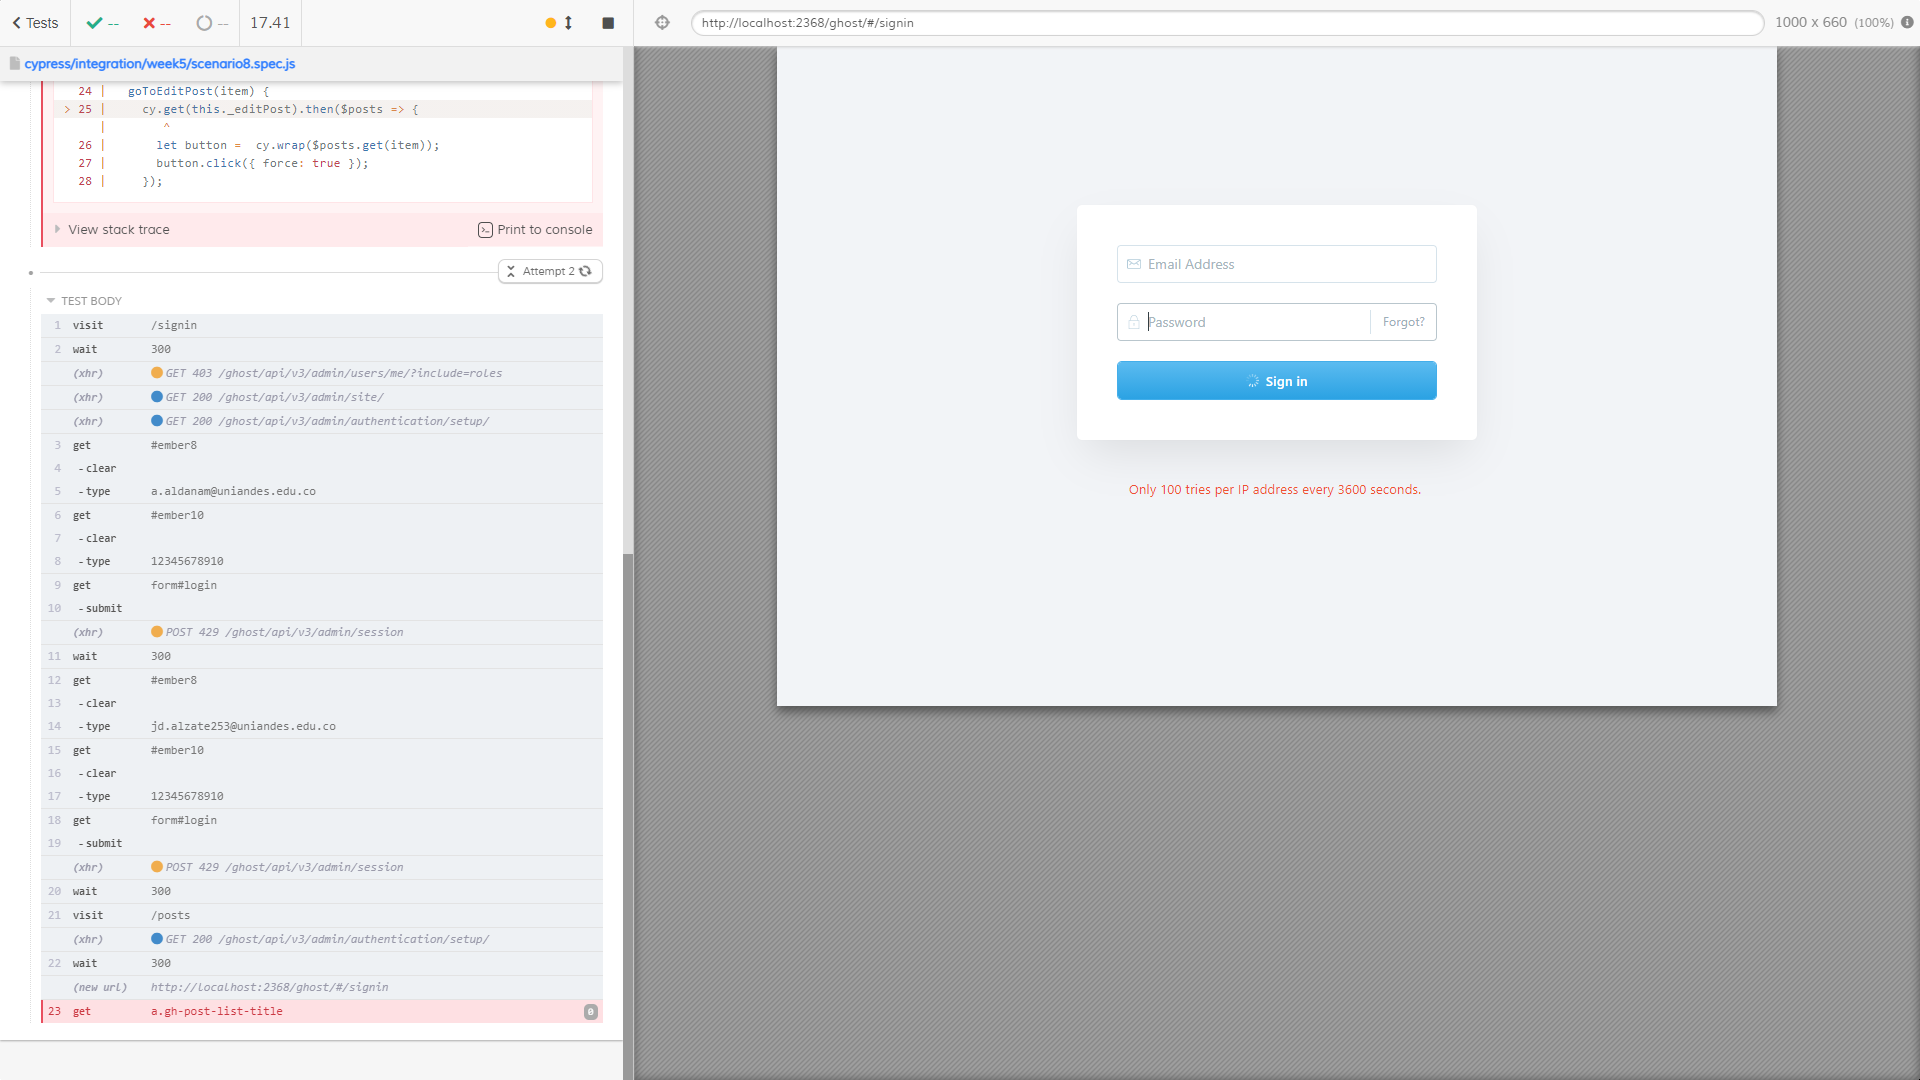 Tests
--
--
--
17.41
http://localhost:2368/ghost/#/signin
1000 x 660 (100%)
cypress/integration/week5/scenario8.spec.js
24 | goToEditPost(item) {
> 25 | cy.get(this._editPost).then($posts => {
| ^
26 | let button = cy.wrap($posts.get(item));
27 | button.click({ force: true });
28 | });
View stack trace
Print to console
Attempt 2
TEST BODY
1 visit /signin
2 wait 300
(xhr) GET 403 /ghost/api/v3/admin/users/me/?include=roles
(xhr) GET 200 /ghost/api/v3/admin/site/
(xhr) GET 200 /ghost/api/v3/admin/authentication/setup/
3 get #ember8
4 -clear
5 -type a.aldanam@uniandes.edu.co
6 get #ember10
7 -clear
8 -type 12345678910
9 get form#login
10 -submit
(xhr) POST 429 /ghost/api/v3/admin/session
11 wait 300
12 get #ember8
13 -clear
14 -type jd.alzate253@uniandes.edu.co
15 get #ember10
16 -clear
17 -type 12345678910
18 get form#login
19 -submit
(xhr) POST 429 /ghost/api/v3/admin/session
20 wait 300
21 visit /posts
(xhr) GET 200 /ghost/api/v3/admin/authentication/setup/
22 wait 300
(new url) http://localhost:2368/ghost/#/signin
23 get a.gh-post-list-title 0
Email Address
Password
Forgot?
Sign in
Only 100 tries per IP address every 3600 seconds.